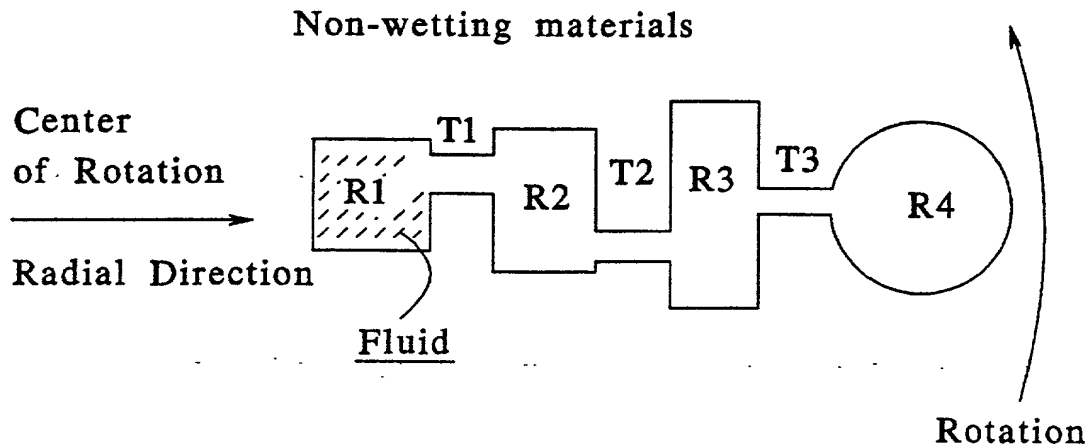 Non-wetting materials
Center
of Rotation
Radial Direction
T1
T2
T3
R1
R2
R3
R4
Fluid
Rotation